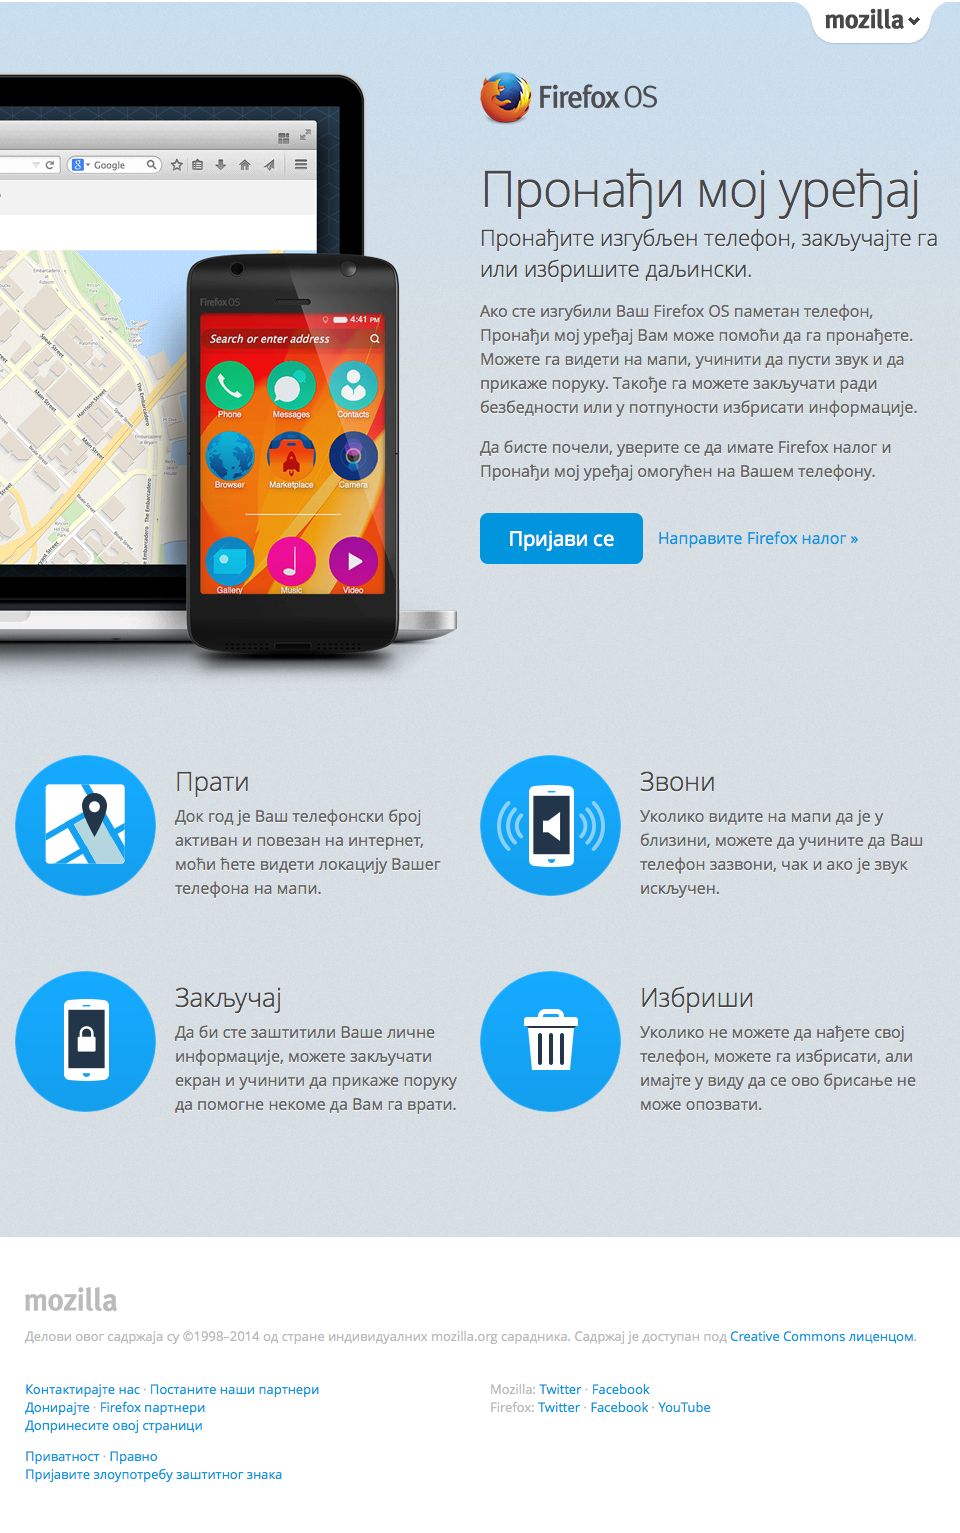 mozilla
Firefox OS
Google
Пронађи мој уређај
Пронађите изгубљен телефон, закључајте га
или избришите даљински.
Ако сте изгубили Ваш Firefox OS паметан телефон,
Пронађи мој уређај Вам може помоћи да га пронађете.
Можете га видети на мапи, учинити да пусти звук и да
прикаже поруку. Такође га можете закључати ради
безбедности или у потпуности избрисати информације.
Да бисте почели, уверите се да имате Firefox налог и
Пронађи мој уређај омогућен на Вашем телефону.
Пријави се
Направите Firefox налог »
Firefox OS
4:41 PM
Search or enter address
Phone Messages Contacts
Browser Marketplace Camera
Gallery Music Video
Прати
Док год је Ваш телефонски број
активан и повезан на интернет,
моћи ћете видети локацију Вашег
телефона на мапи.
Звони
Уколико видите на мапи да је у
близини, можете да учините да Ваш
телефон зазвони, чак и ако је звук
искључен.
Закључај
Да би сте заштитили Ваше личне
информације, можете закључати
екран и учинити да прикаже поруку
да помогне некоме да Вам га врати.
Избриши
Уколико не можете да нађете свој
телефон, можете га избрисати, али
имајте у виду да се ово брисање не
може опозвати.
mozilla
Делови овог садржаја су ©1998–2014 од стране индивидуалних mozilla.org сарадника. Садржај је доступан под Creative Commons лиценцом.
Контактирајте нас · Постаните наши партнери
Донирајте · Firefox партнери
Допринесите овој страници
Приватност · Правно
Пријавите злоупотребу заштитног знака
Mozilla: Twitter · Facebook
Firefox: Twitter · Facebook · YouTube